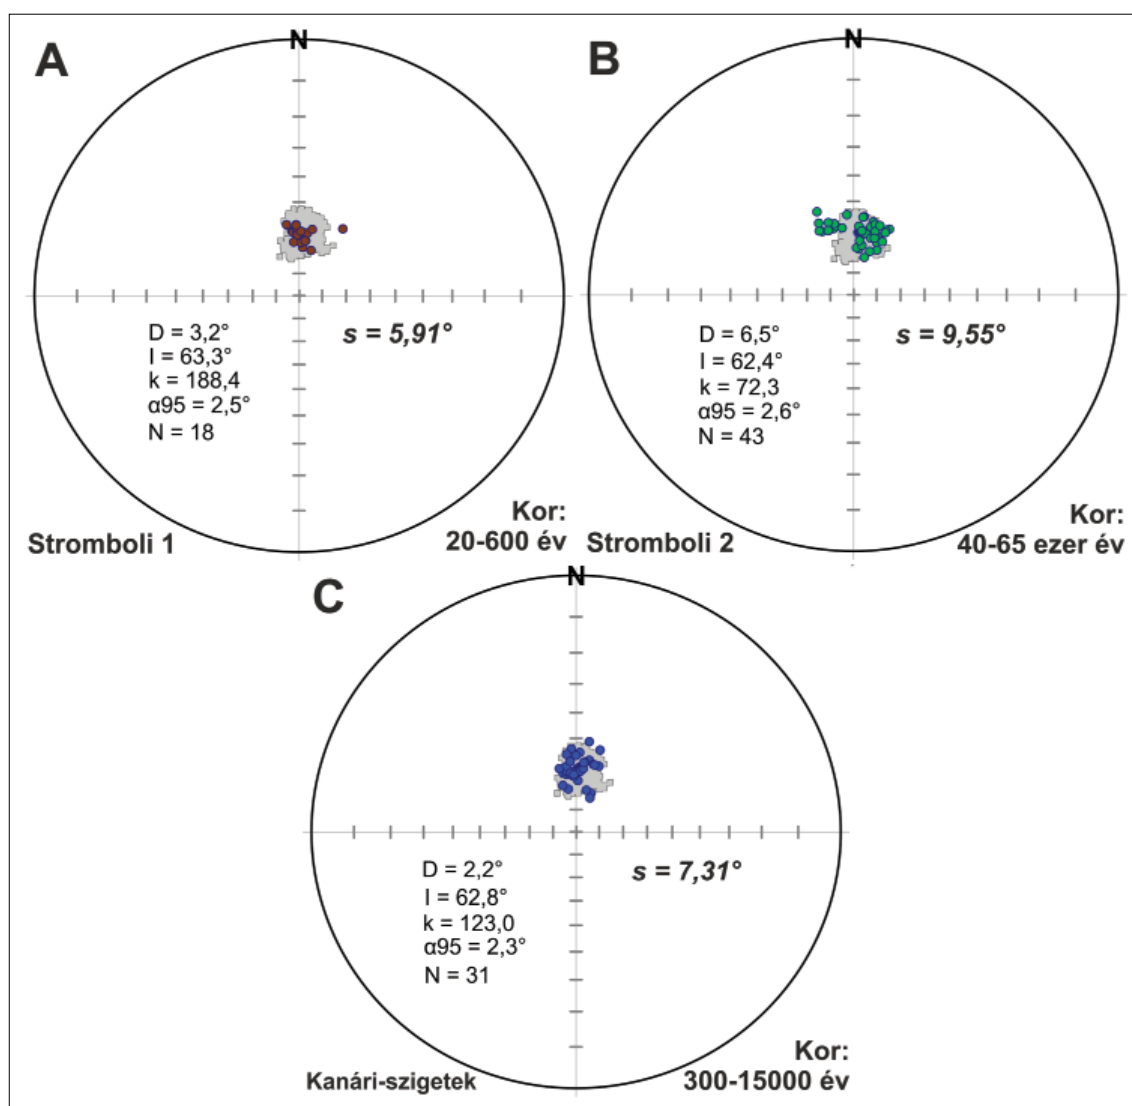 A
N
D = 3,2°
I = 63,3°
k = 188,4
α95 = 2,5°
N = 18
s = 5,91°
Stromboli 1
Kor:
20-600 év
B
N
D = 6,5°
I = 62,4°
k = 72,3
α95 = 2,6°
N = 43
s = 9,55°
Stromboli 2
Kor:
40-65 ezer év
C
N
D = 2,2°
I = 62,8°
k = 123,0
α95 = 2,3°
N = 31
s = 7,31°
Kanári-szigetek
Kor:
300-15000 év